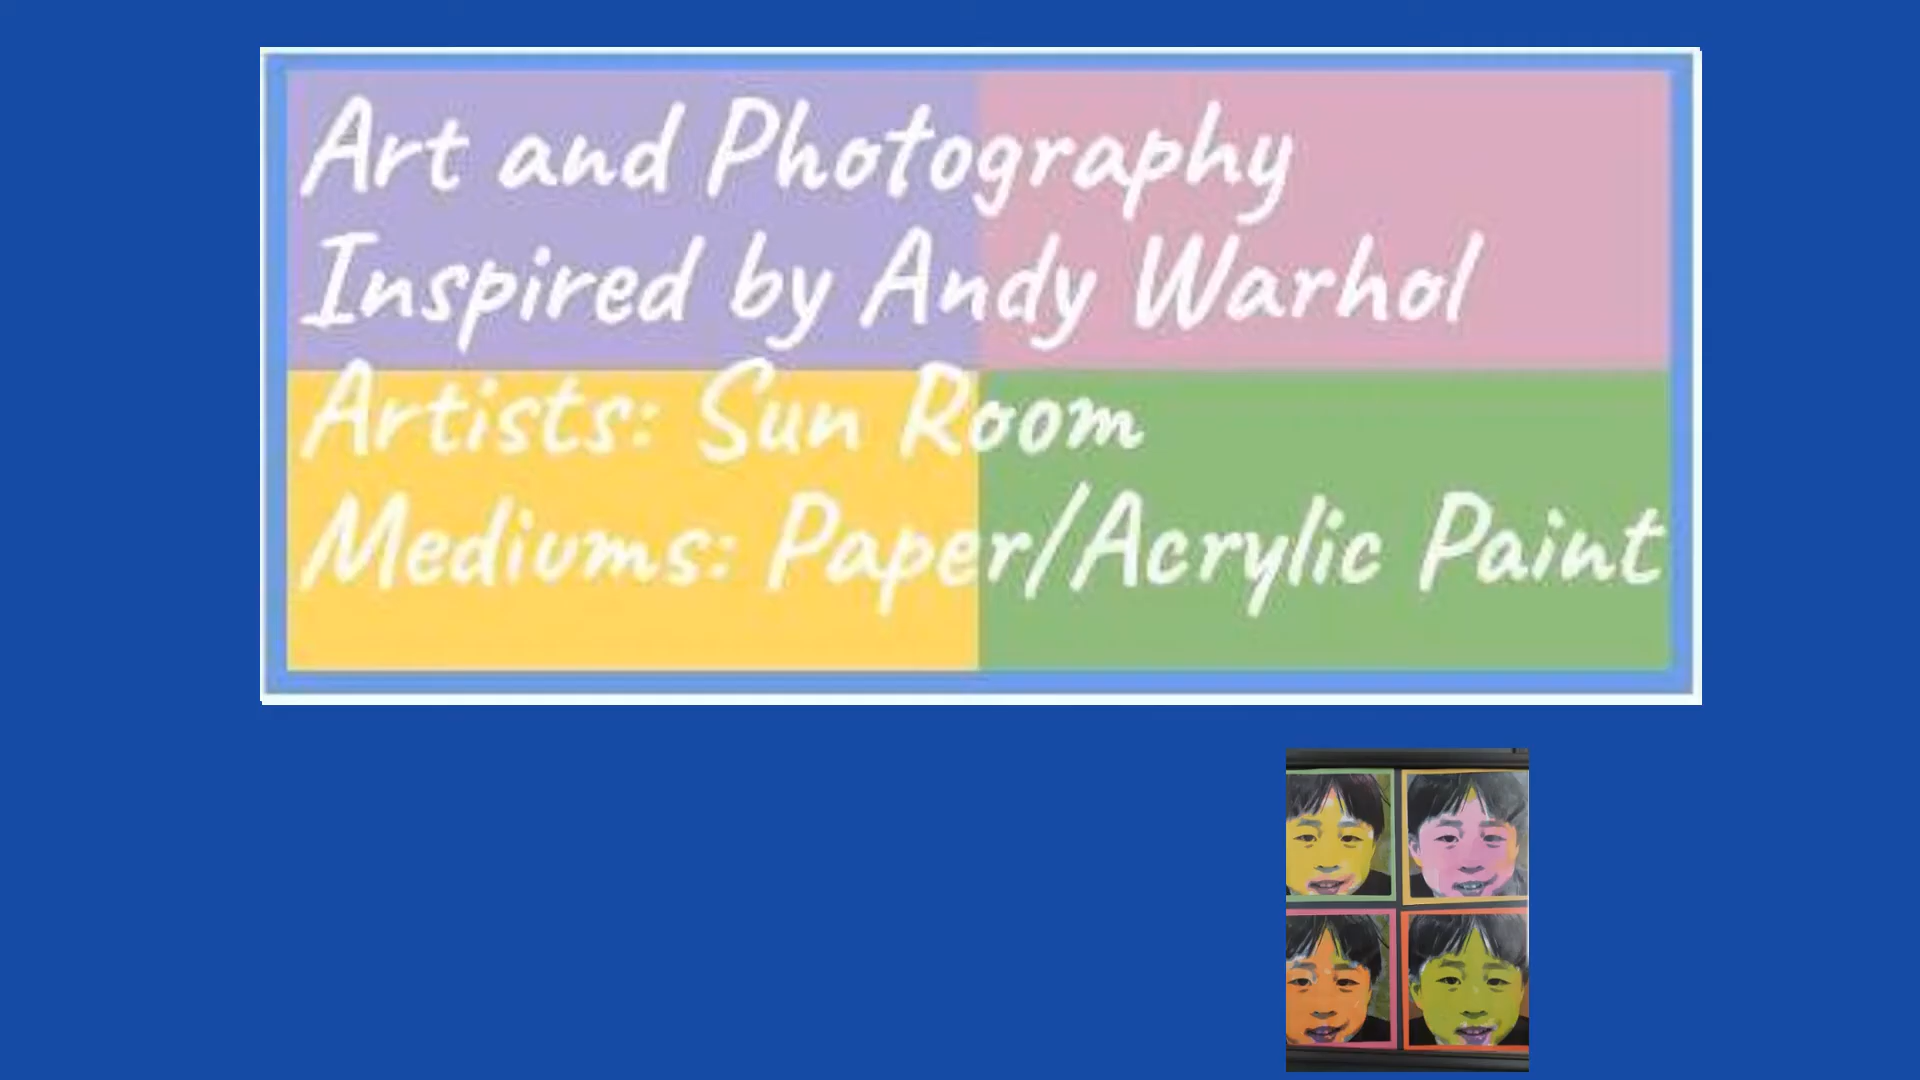 Art and Photography
Inspired by Andy Warhol
Artists: Sun Room
Mediums: Paper/Acrylic Paint